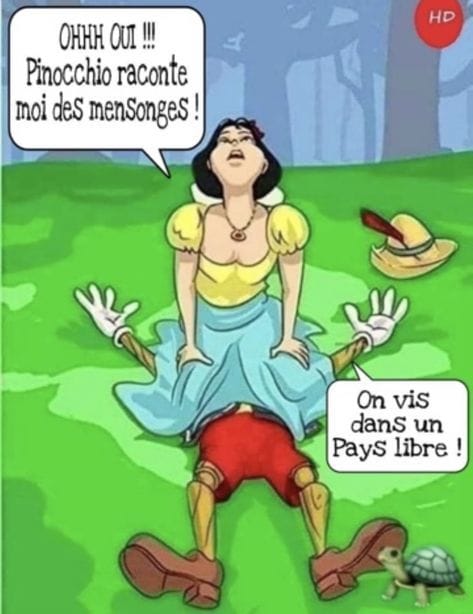 HD
OHHH OUI !!!
Pinocchio raconte
moi des mensonges !
On vis
dans un
Pays libre !